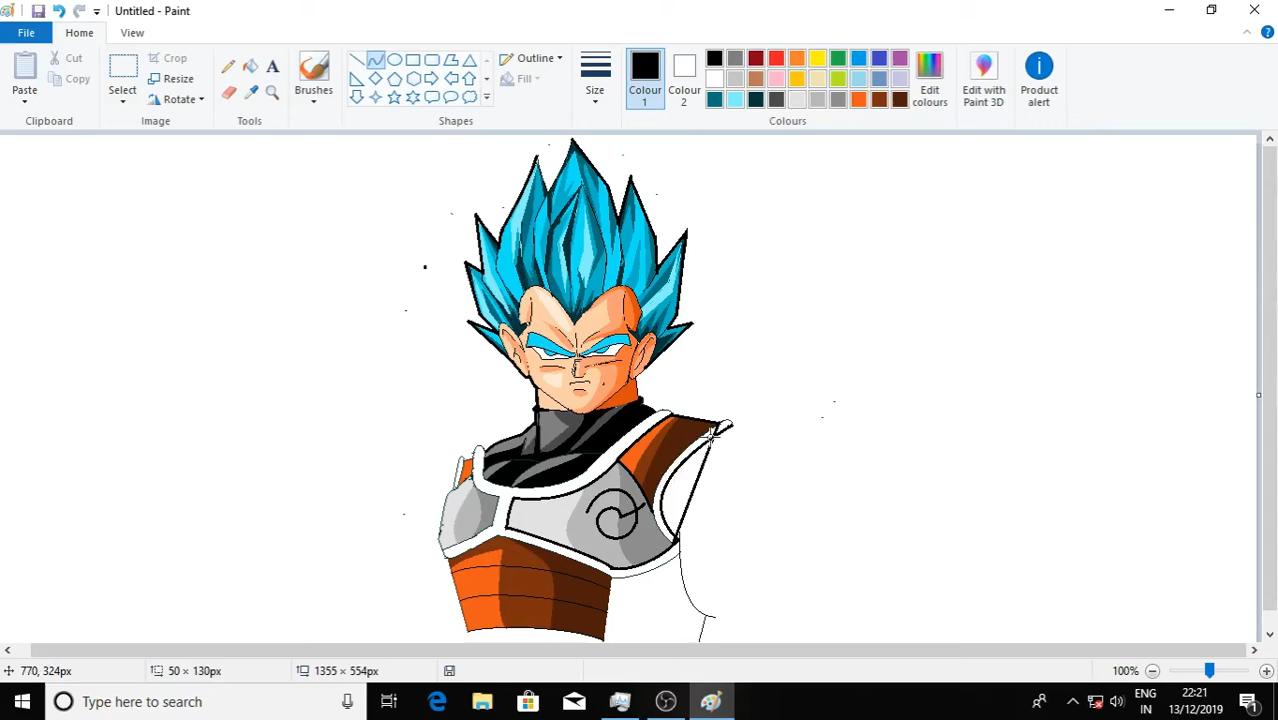 Untitled - Paint
File
Home
View
Paste
Cut
Copy
Clipboard
Select
Crop
Resize
Rotate
Image
A
Tools
Brushes
Shapes
Outline
Fill
Size
Colour 1
Colour 2
Edit colours
Edit with Paint 3D
Product alert
Colours
770, 324px
50 × 130px
1355 × 554px
100%
Type here to search
ENG
IN
22:21
13/12/2019
1